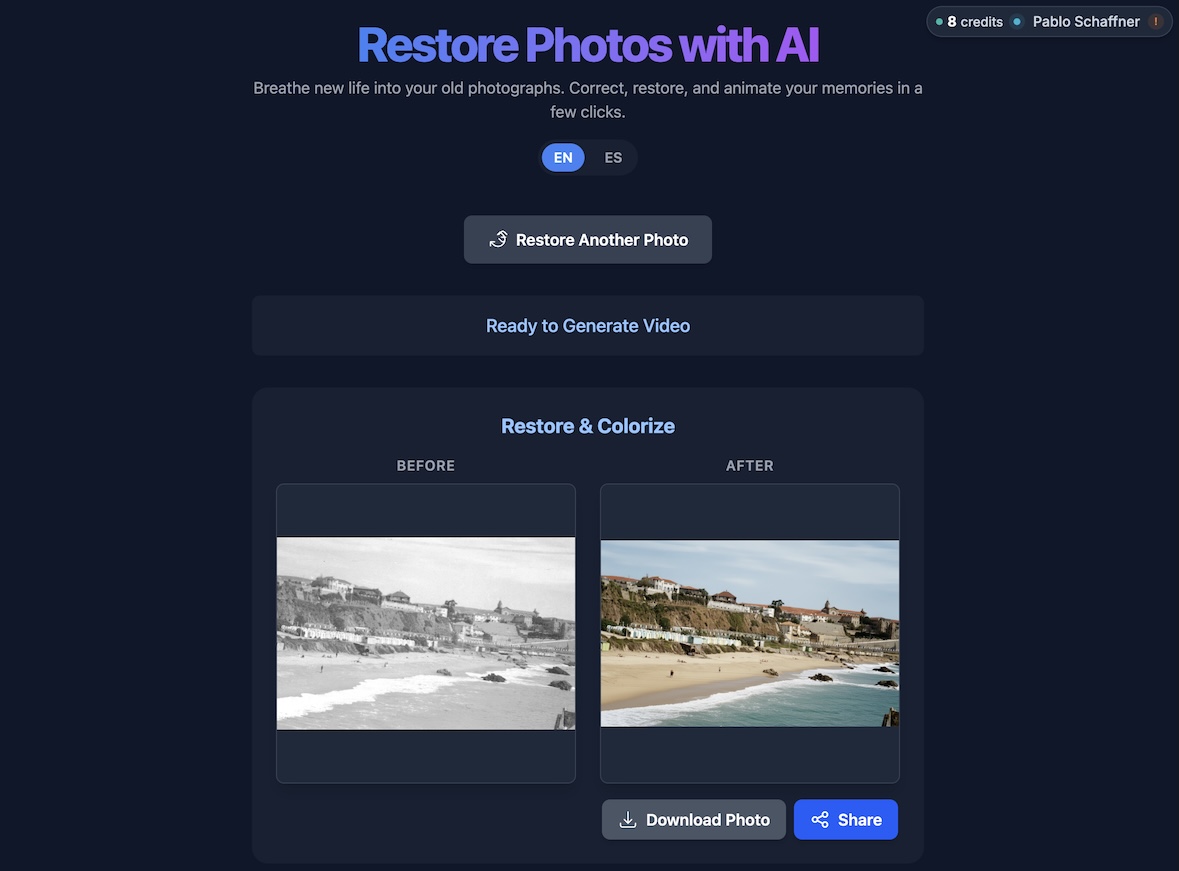 8 credits
Pablo Schaffner
!
Restore Photos with AI
Breathe new life into your old photographs. Correct, restore, and animate your memories in a
few clicks.
EN ES
Restore Another Photo
Ready to Generate Video
Restore & Colorize
BEFORE AFTER
Download Photo Share